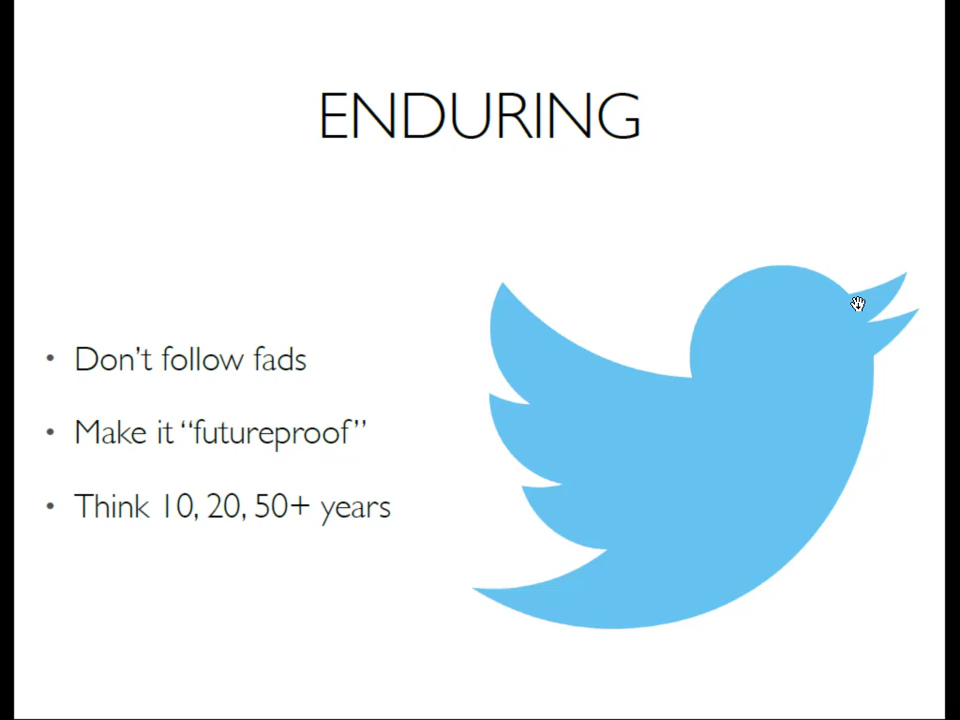 ENDURING
• Don’t follow fads
• Make it “futureproof”
• Think 10, 20, 50+ years